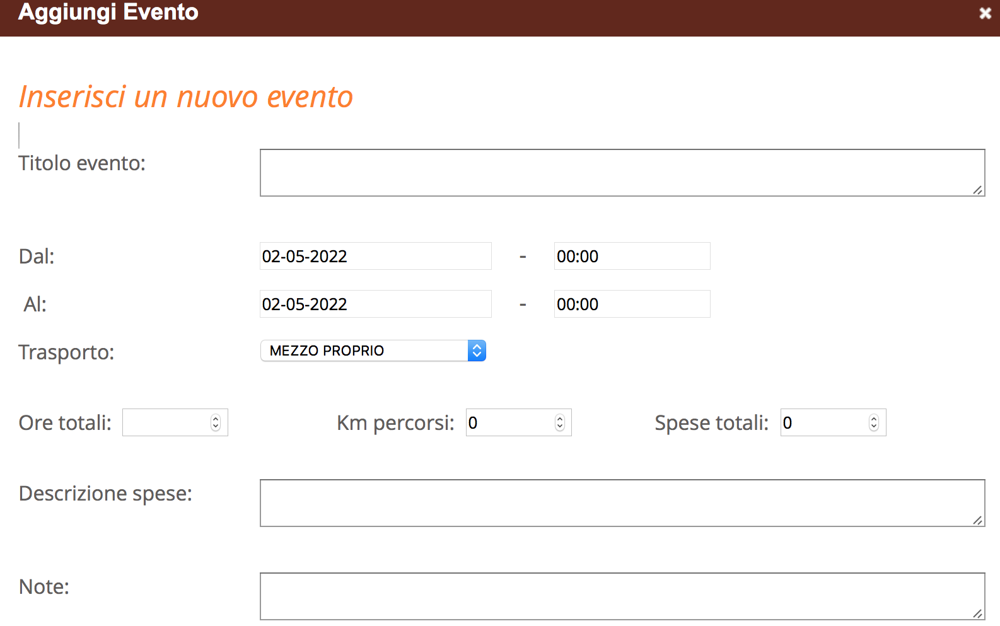 Aggiungi Evento
Inserisci un nuovo evento
Titolo evento:
Dal: 02-05-2022 - 00:00
Al: 02-05-2022 - 00:00
Trasporto: MEZZO PROPRIO
Ore totali: Km percorsi: 0 Spese totali: 0
Descrizione spese:
Note: